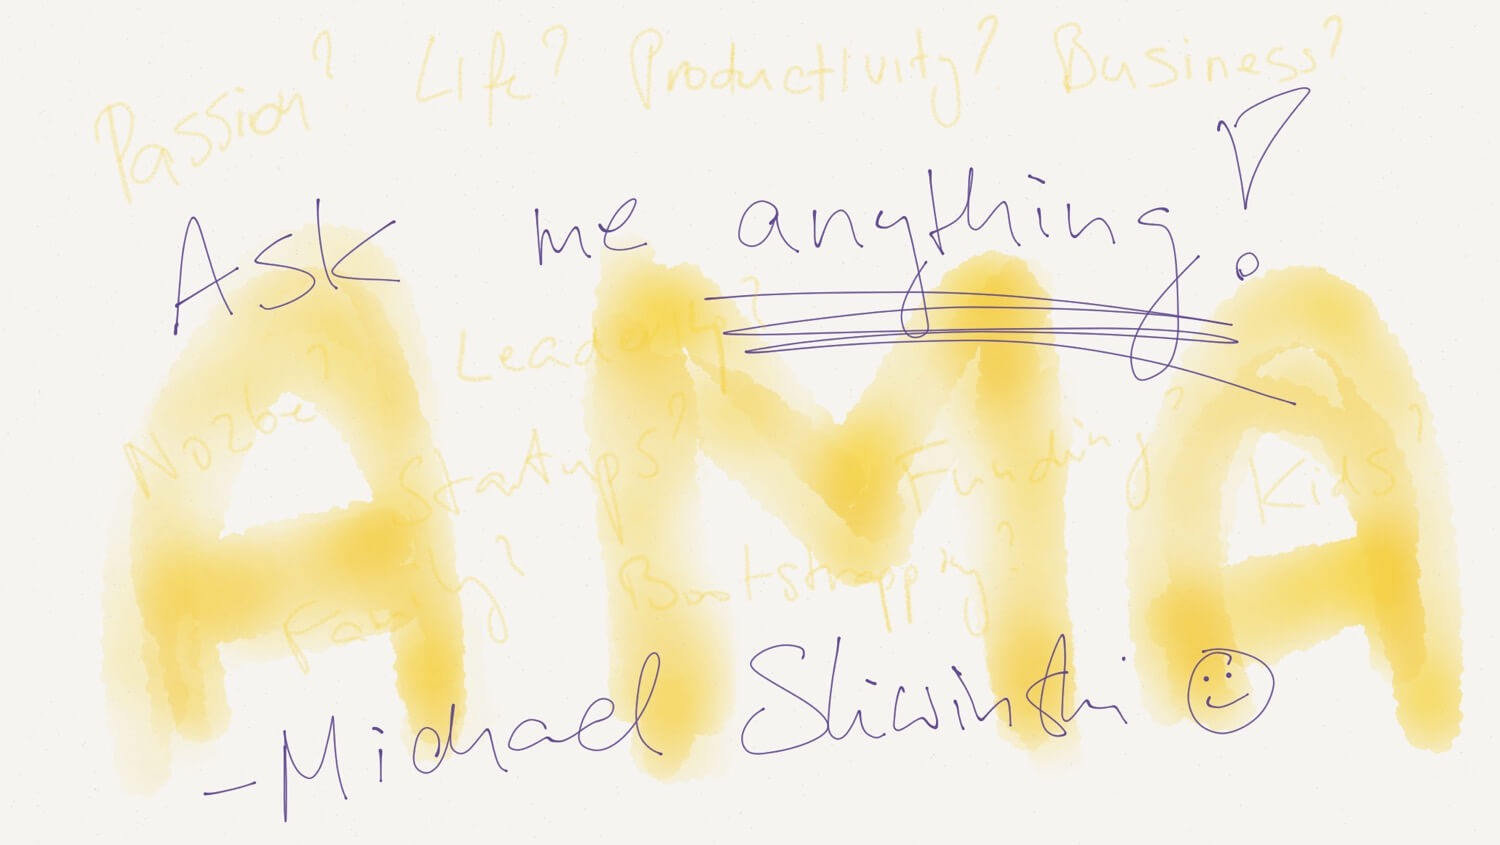 Passion? Life? Productivity? Business?
Ask me anything!
AMA
Leadership?
Nozbe?
Startups? Funding? Kids?
Family? Bootstrapping?
- Michael Sliwinski